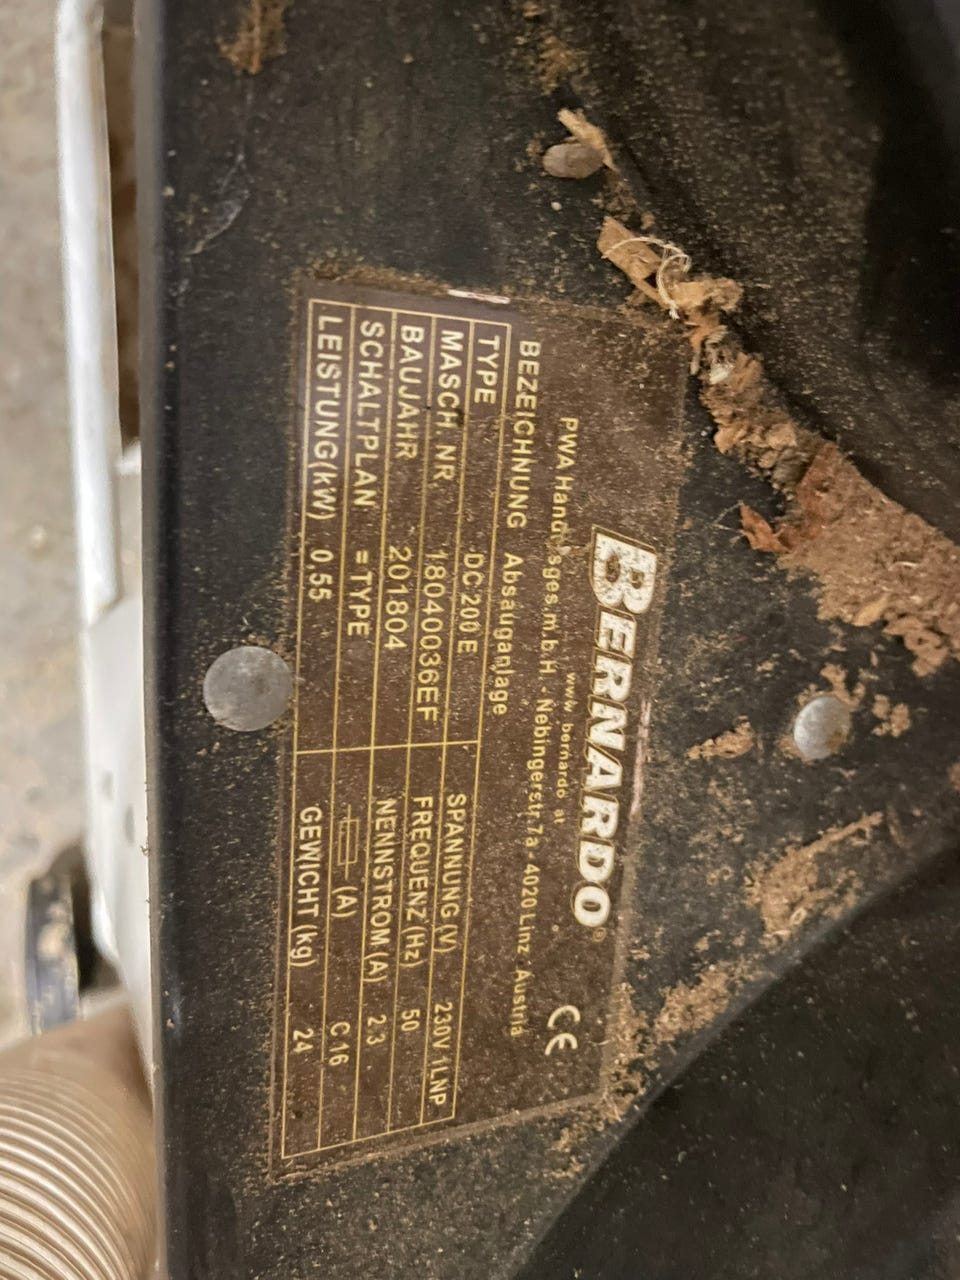 BERNARDO®
www.bernardo.at
PWA Handelsges.m.b.H. - Nebingerstr.7a - 4020 Linz Austria CE
BEZEICHNUNG Absauganlage
TYPE DC 200 E SPANNUNG (V) 230V 1LNP
MASCH.NR 18040036EF FREQUENZ (Hz) 50
BAUJAHR 201804 NENNSTROM (A) 2.3
SCHALTPLAN =TYPE (A) C 16
LEISTUNG(kW) 0,55 GEWICHT (kg) 24